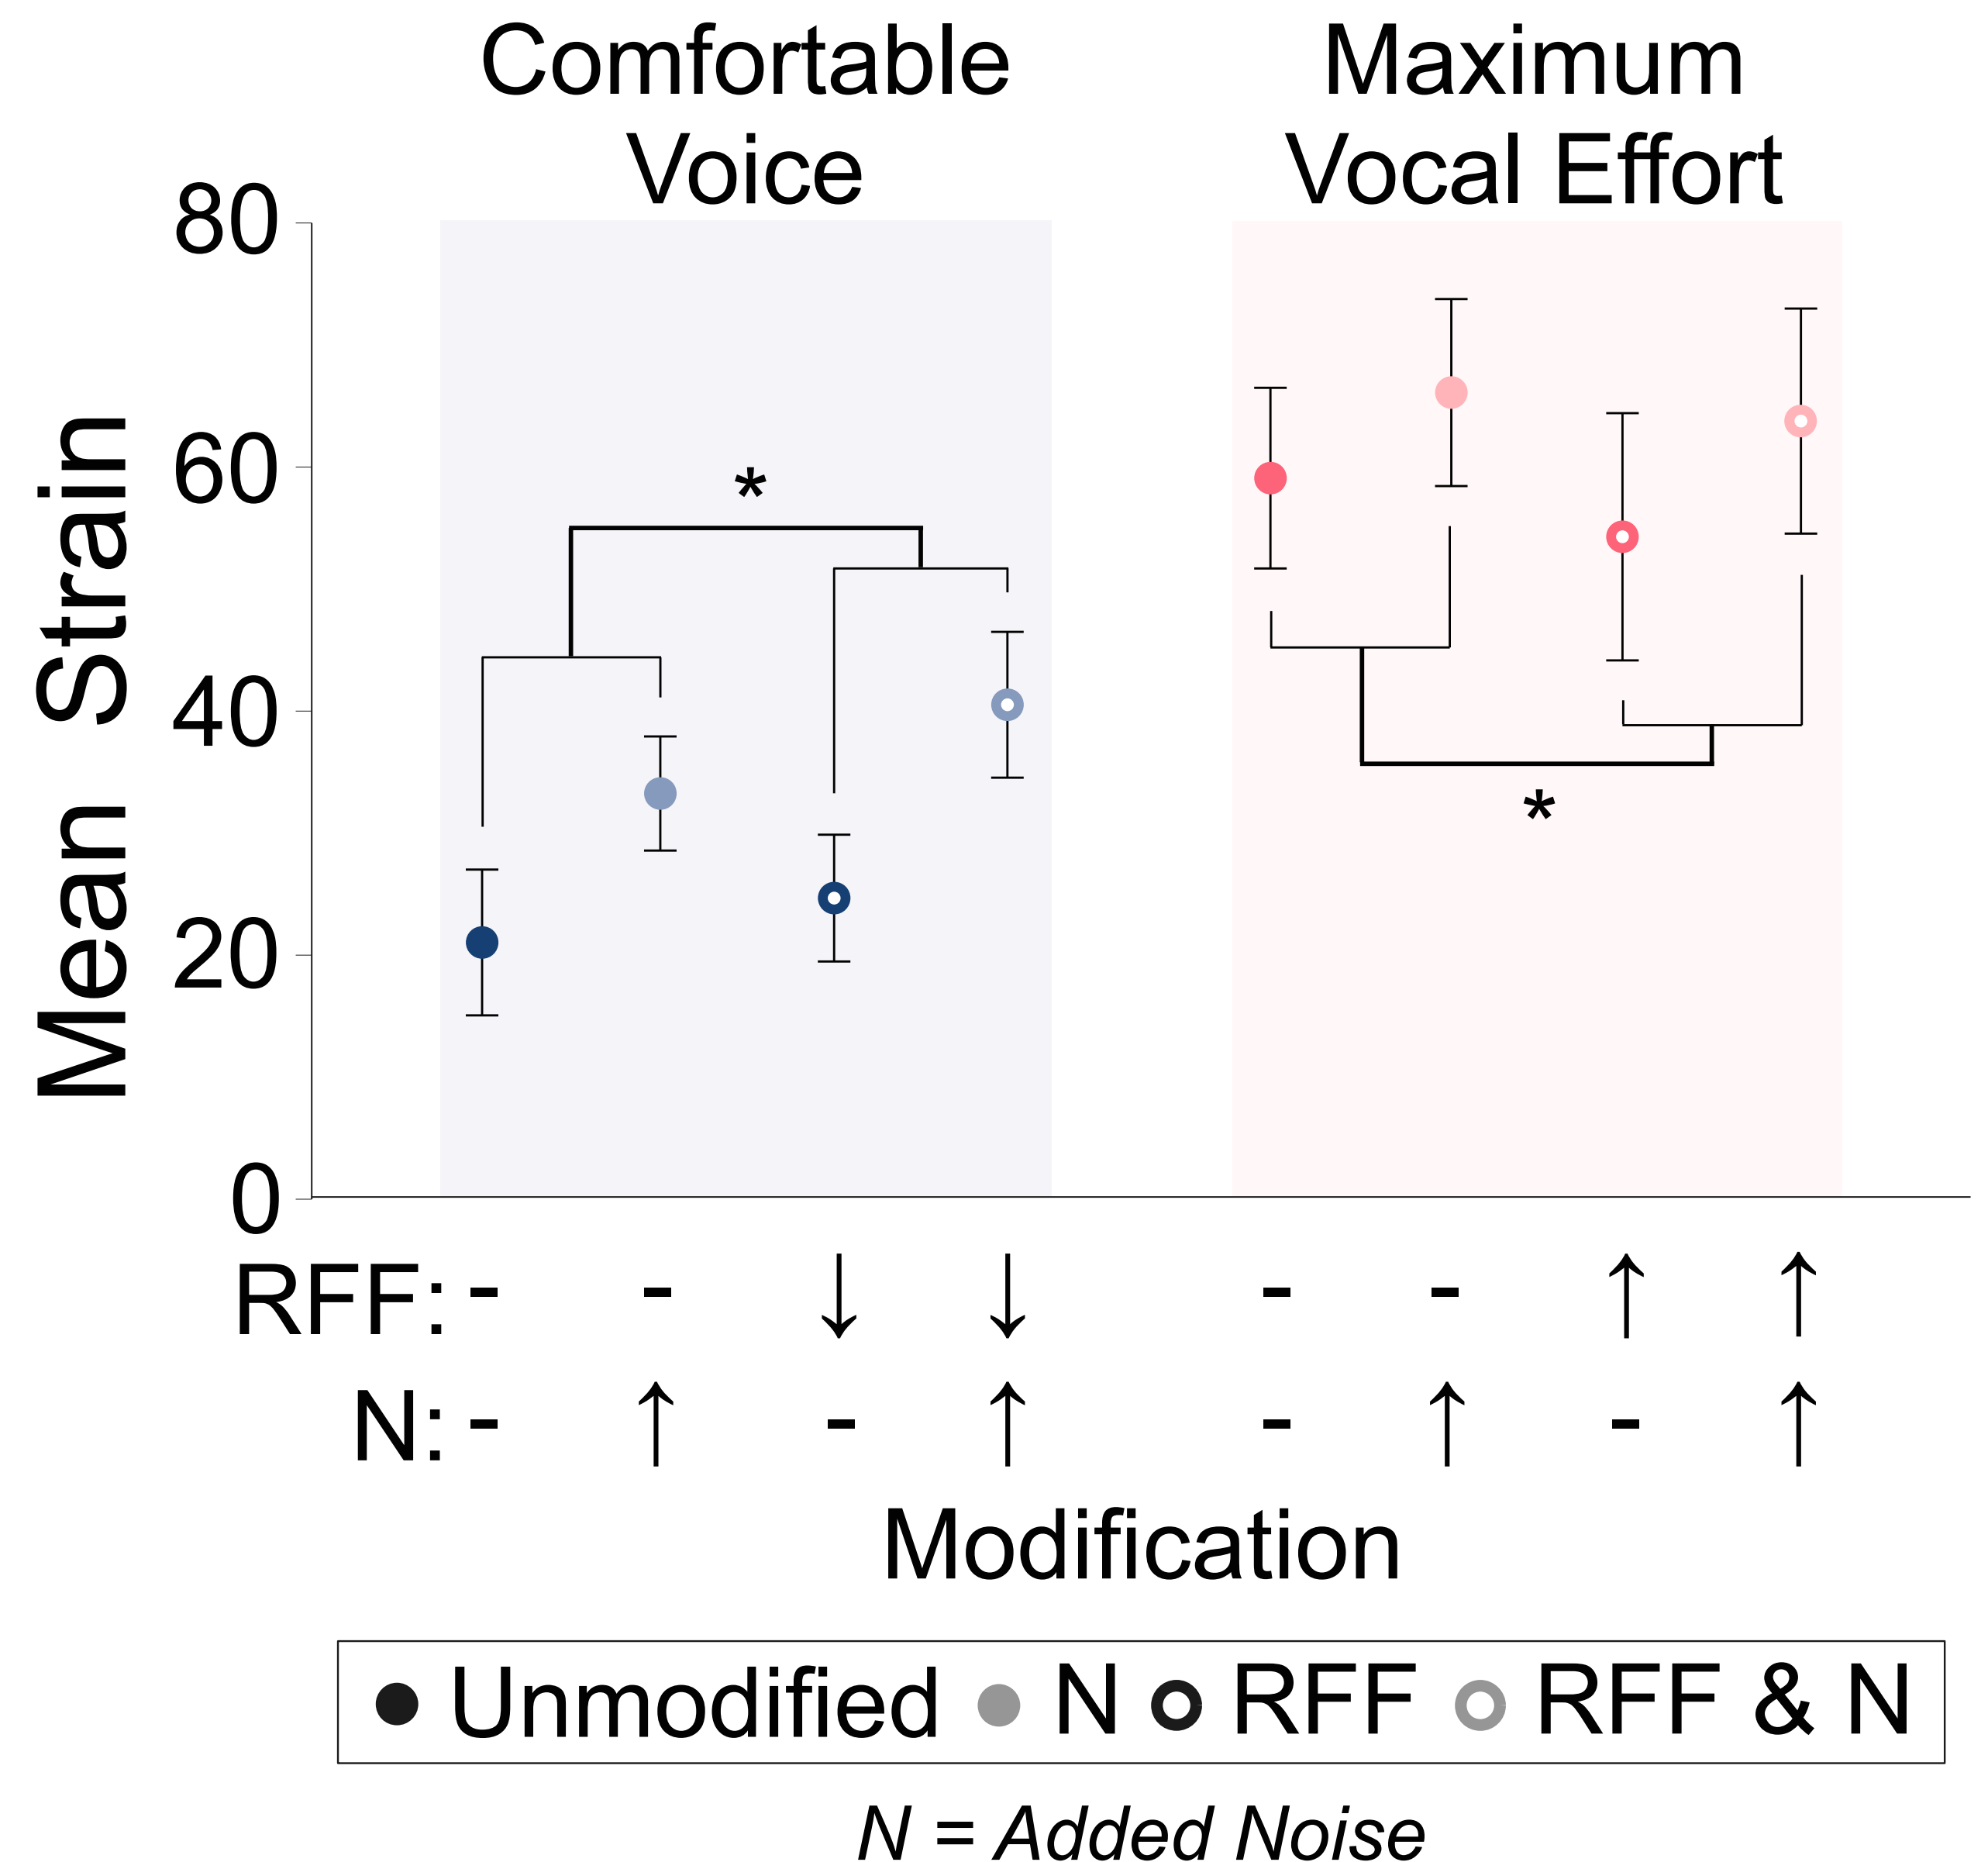 Comfortable Voice
Maximum Vocal Effort
Mean Strain
80
60
40
20
0
*
*
RFF: - - ↓ ↓ - - ↑ ↑
N: - ↑ - ↑ - ↑ - ↑
Modification
Unmodified N RFF RFF & N
N = Added Noise